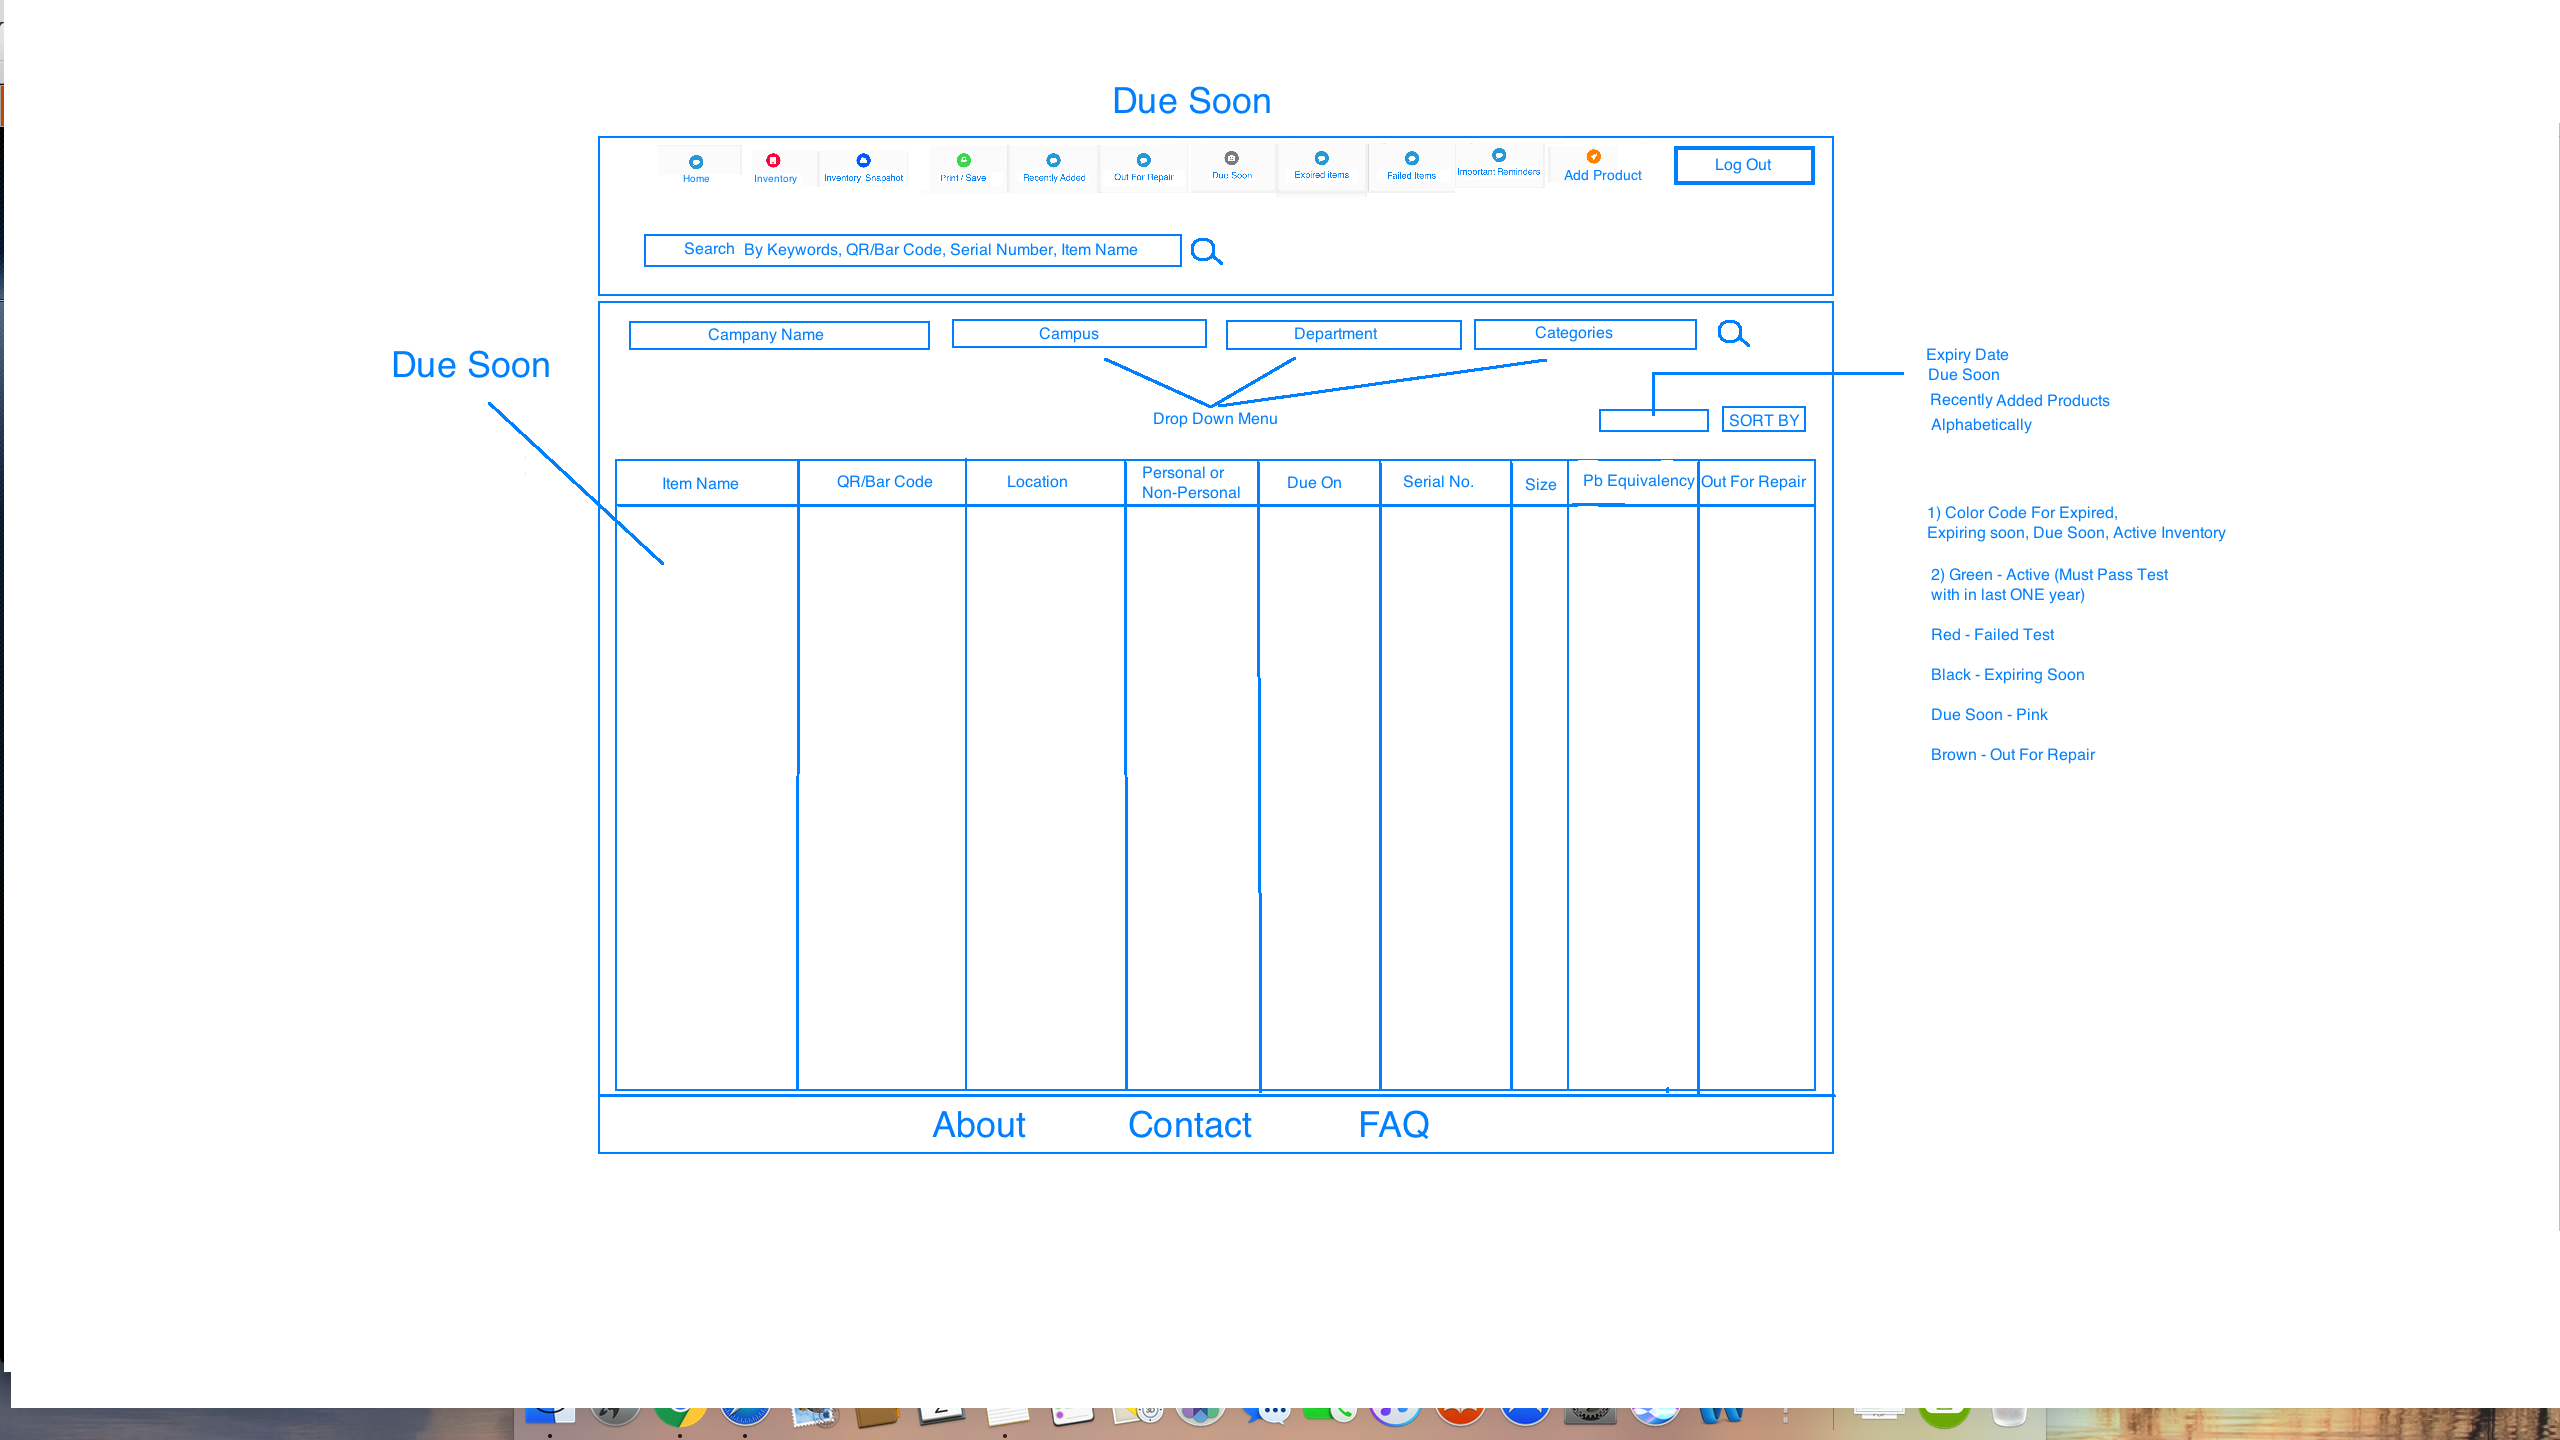 Due Soon
Home
Inventory
Inventory Snapshot
Print / Save
Recently Added
Out For Repair
Due Soon
Expired items
Failed Items
Important Reminders
Add Product
Log Out
Search By Keywords, QR/Bar Code, Serial Number, Item Name
Campany Name
Campus
Department
Categories
Due Soon
Drop Down Menu
SORT BY
Expiry Date
Due Soon
Recently Added Products
Alphabetically
Item Name
QR/Bar Code
Location
Personal or
Non-Personal
Due On
Serial No.
Size
Pb Equivalency
Out For Repair
1) Color Code For Expired,
Expiring soon, Due Soon, Active Inventory
2) Green - Active (Must Pass Test
with in last ONE year)
Red - Failed Test
Black - Expiring Soon
Due Soon - Pink
Brown - Out For Repair
About
Contact
FAQ